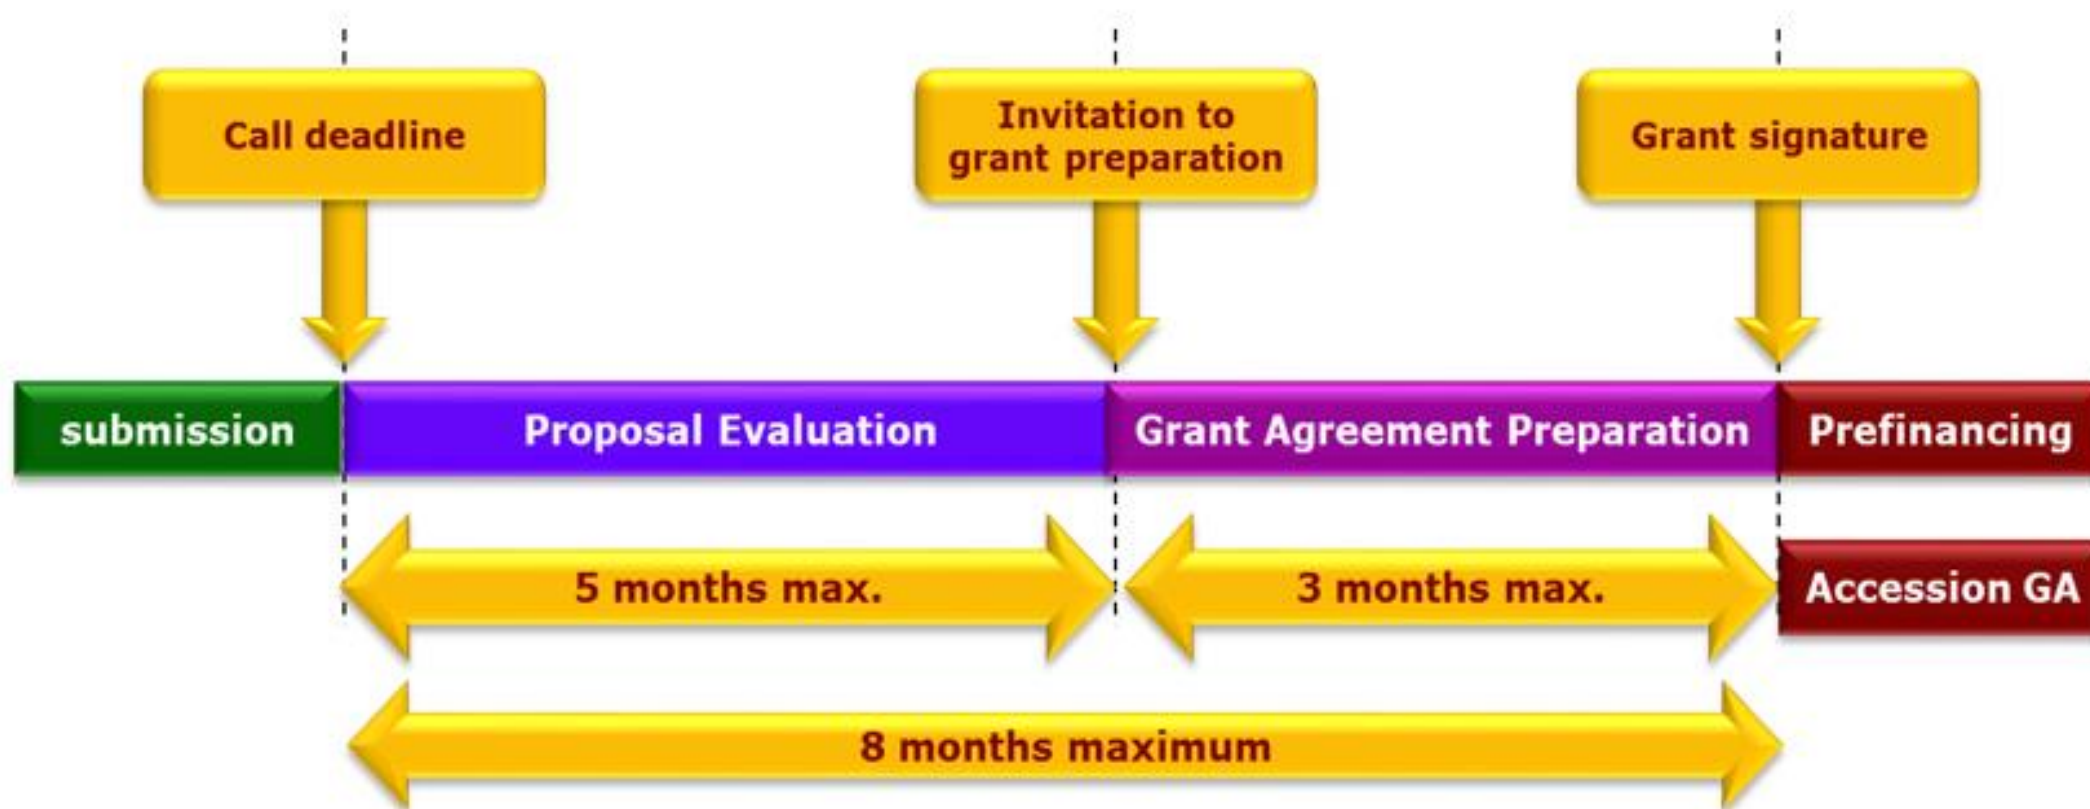 Call deadline
Invitation to
grant preparation
Grant signature
submission
Proposal Evaluation
Grant Agreement Preparation
Prefinancing
5 months max.
3 months max.
Accession GA
8 months maximum